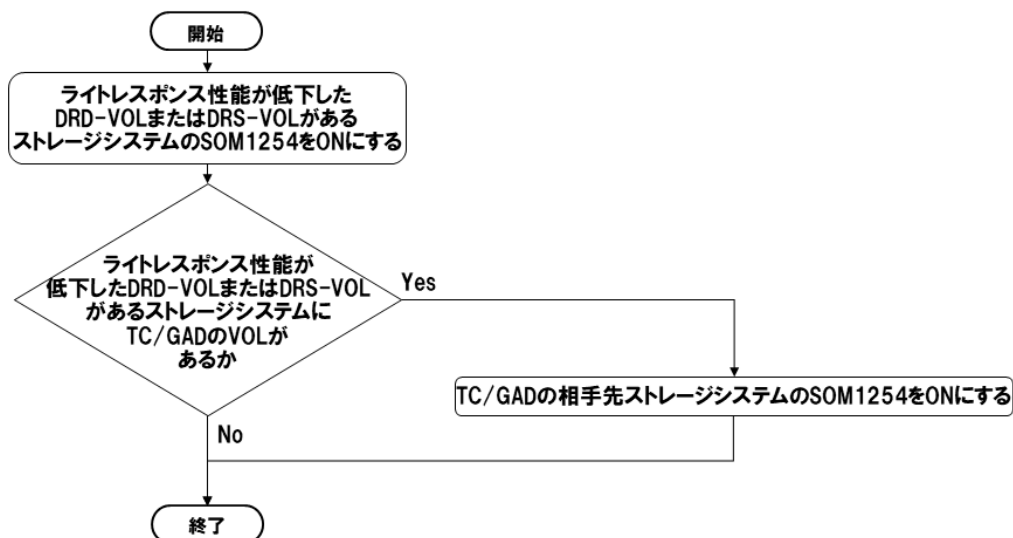 開始
ライトレスポンス性能が低下した
DRD-VOLまたはDRS-VOLがある
ストレージシステムのSOM1254をONにする
ライトレスポンス性能が
低下したDRD-VOLまたはDRS-VOL
があるストレージシステムに
TC/GADのVOLが
あるか
Yes
TC/GADの相手先ストレージシステムのSOM1254をONにする
No
終了